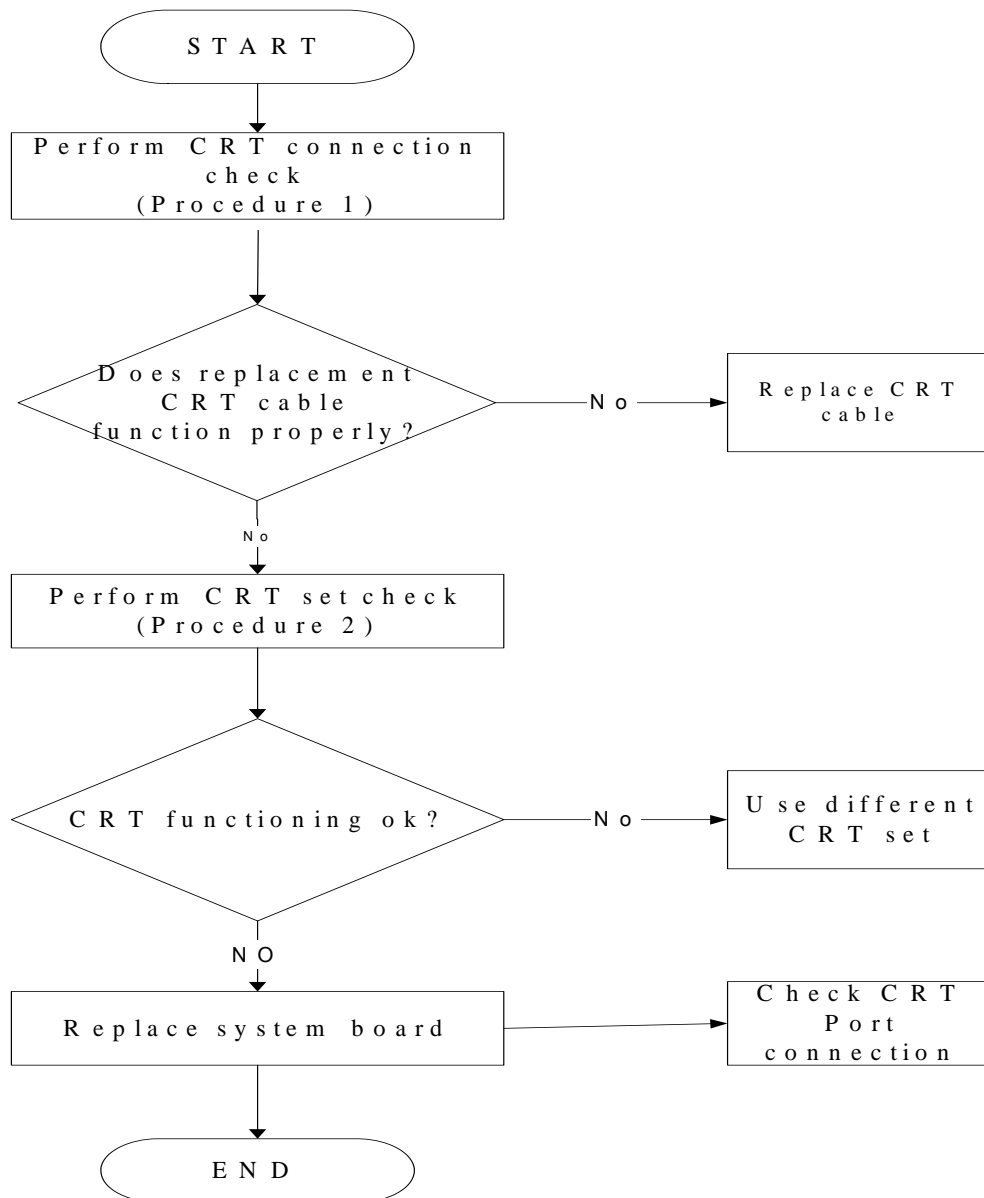 START
Perform CRT connection
check
(Procedure 1)
Does replacement
CRT cable
function properly?
No
Replace CRT
cable
No
Perform CRT set check
(Procedure 2)
CRT functioning ok?
No
Use different
CRT set
NO
Replace system board
Check CRT
Port
connection
END